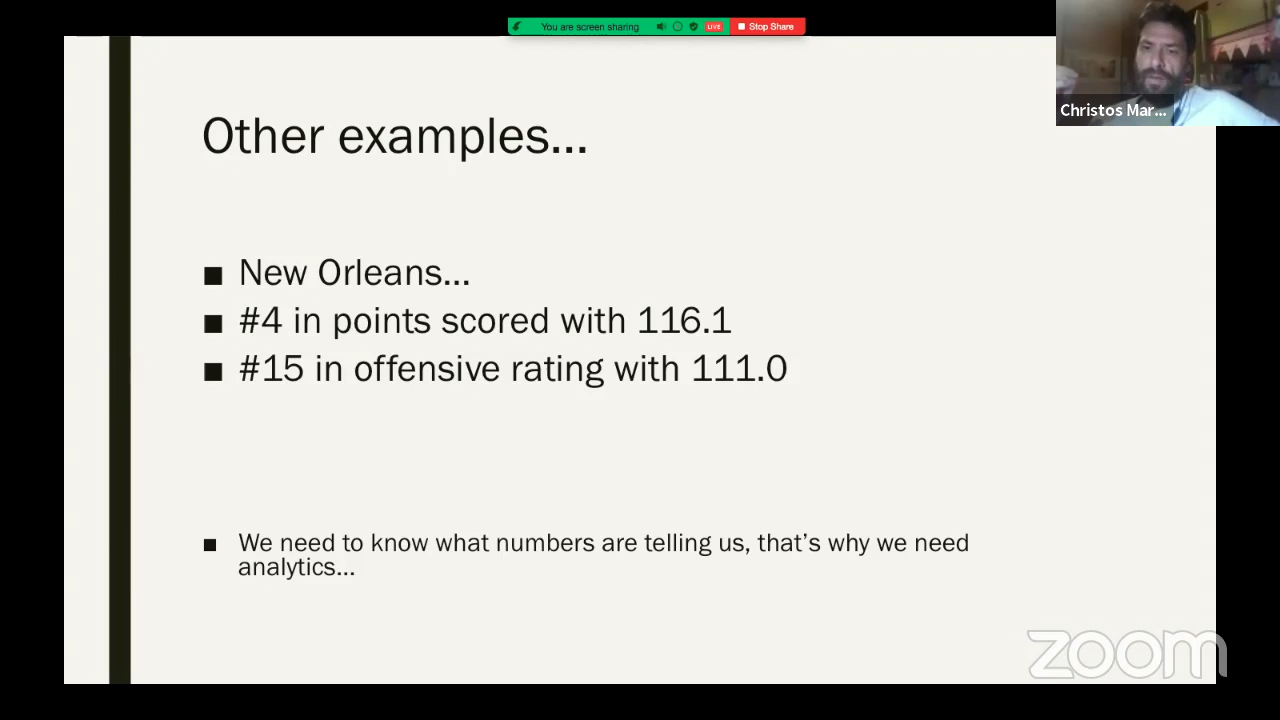 You are screen sharing
LIVE
Stop Share
Christos Mar...
Other examples...
■ New Orleans...
■ #4 in points scored with 116.1
■ #15 in offensive rating with 111.0
■ We need to know what numbers are telling us, that's why we need
analytics...
zoom